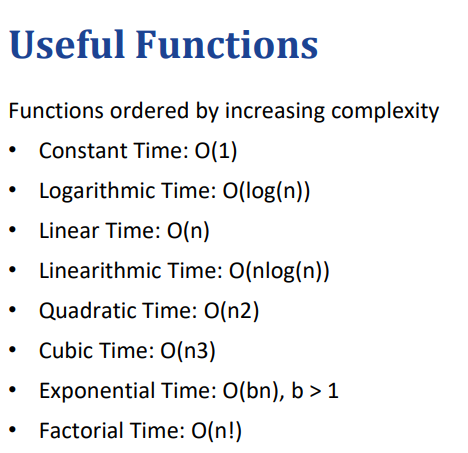 Useful Functions
Functions ordered by increasing complexity
• Constant Time: O(1)
• Logarithmic Time: O(log(n))
• Linear Time: O(n)
• Linearithmic Time: O(nlog(n))
• Quadratic Time: O(n2)
• Cubic Time: O(n3)
• Exponential Time: O(bn), b > 1
• Factorial Time: O(n!)